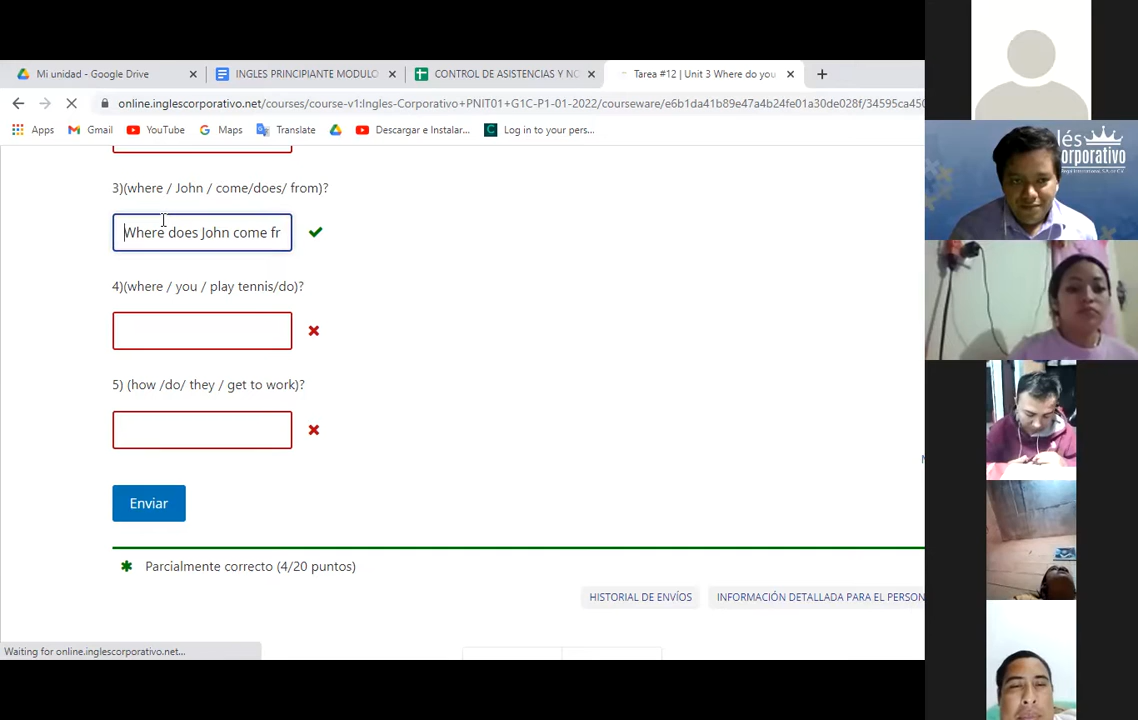 Mi unidad - Google Drive
INGLES PRINCIPIANTE MODULO
CONTROL DE ASISTENCIAS Y NO
Tarea #12 | Unit 3 Where do you
online.inglescorporativo.net/courses/course-v1:Ingles-Corporativo+PNIT01+G1C-P1-01-2022/courseware/e6b1da41b89e47a4b24fe01a30de028f/34595ca450
Apps
Gmail
YouTube
Maps
Translate
Descargar e Instalar...
Log in to your pers...
3)(where / John / come/does/ from)?
Where does John come fr
4)(where / you / play tennis/do)?
5) (how /do/ they / get to work)?
Enviar
Parcialmente correcto (4/20 puntos)
HISTORIAL DE ENVÍOS
INFORMACIÓN DETALLADA PARA EL PERSON
Waiting for online.inglescorporativo.net...
lés
orporativo